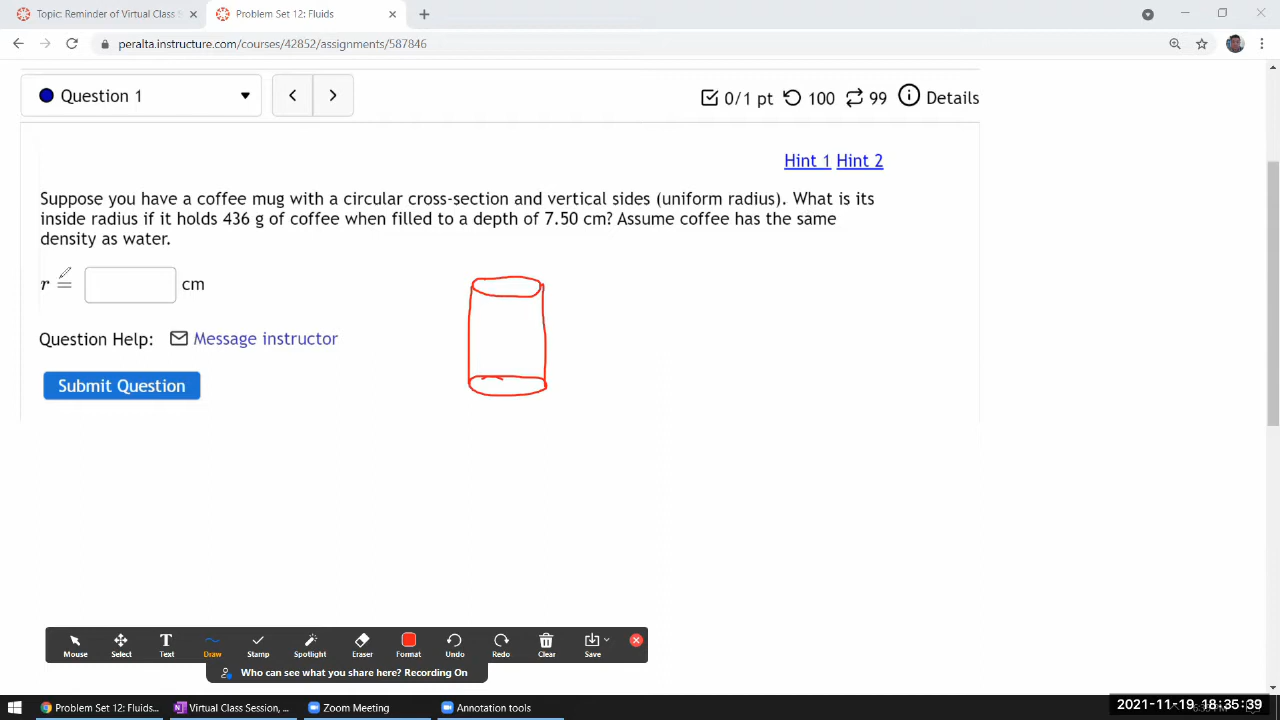 Topic: Reminder of Virtual Class S
Problem Set 12: Fluids
peralta.instructure.com/courses/42852/assignments/587846
Question 1
0/1 pt 100 99 Details
Hint 1 Hint 2
Suppose you have a coffee mug with a circular cross-section and vertical sides (uniform radius). What is its
inside radius if it holds 436 g of coffee when filled to a depth of 7.50 cm? Assume coffee has the same
density as water.
r = cm
Question Help: Message instructor
Submit Question
Mouse Select Text Draw Stamp Spotlight Eraser Format Undo Redo Clear Save
Who can see what you share here? Recording On
Problem Set 12: Fluids... Virtual Class Session, ... Zoom Meeting Annotation tools
2021-11-19 18:35:39